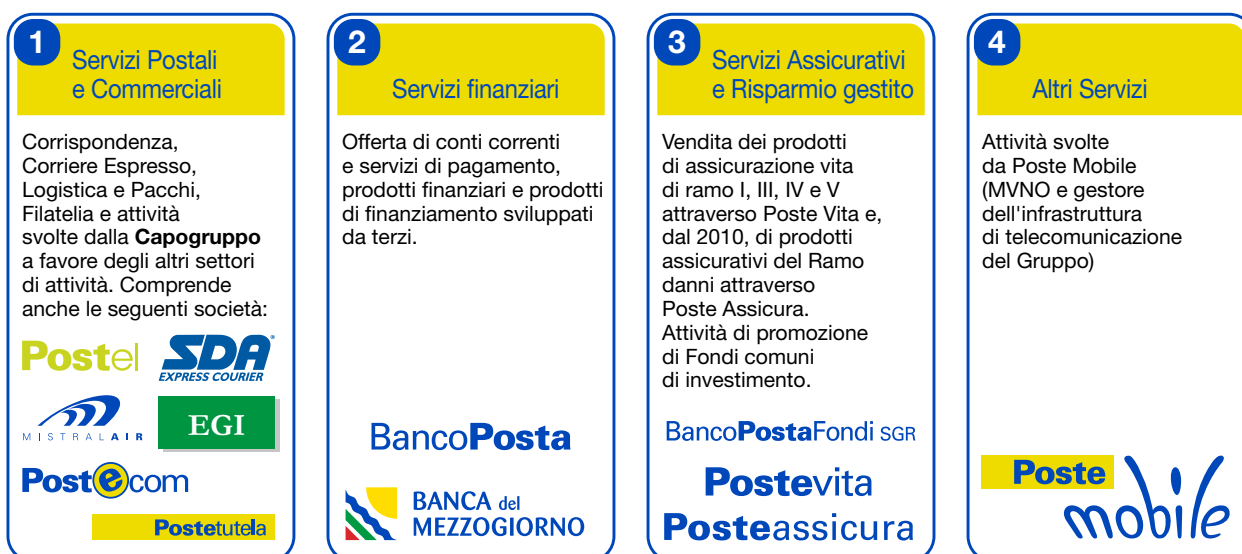 1
Servizi Postali
e Commerciali
Corrispondenza,
Corriere Espresso,
Logistica e Pacchi,
Filatelia e attività
svolte dalla Capogruppo
a favore degli altri settori
di attività. Comprende
anche le seguenti società:
Postel
SDA
EXPRESS COURIER
MISTRALAIR
EGI
Postecom
Postetutela
2
Servizi finanziari
Offerta di conti correnti
e servizi di pagamento,
prodotti finanziari e prodotti
di finanziamento sviluppati
da terzi.
BancoPosta
BANCA del
MEZZOGIORNO
3
Servizi Assicurativi
e Risparmio gestito
Vendita dei prodotti
di assicurazione vita
di ramo I, III, IV e V
attraverso Poste Vita e,
dal 2010, di prodotti
assicurativi del Ramo
danni attraverso
Poste Assicura.
Attività di promozione
di Fondi comuni
di investimento.
BancoPostaFondi SGR
Postevita
Posteassicura
4
Altri Servizi
Attività svolte
da Poste Mobile
(MVNO e gestore
dell'infrastruttura
di telecomunicazione
del Gruppo)
Poste
mobile